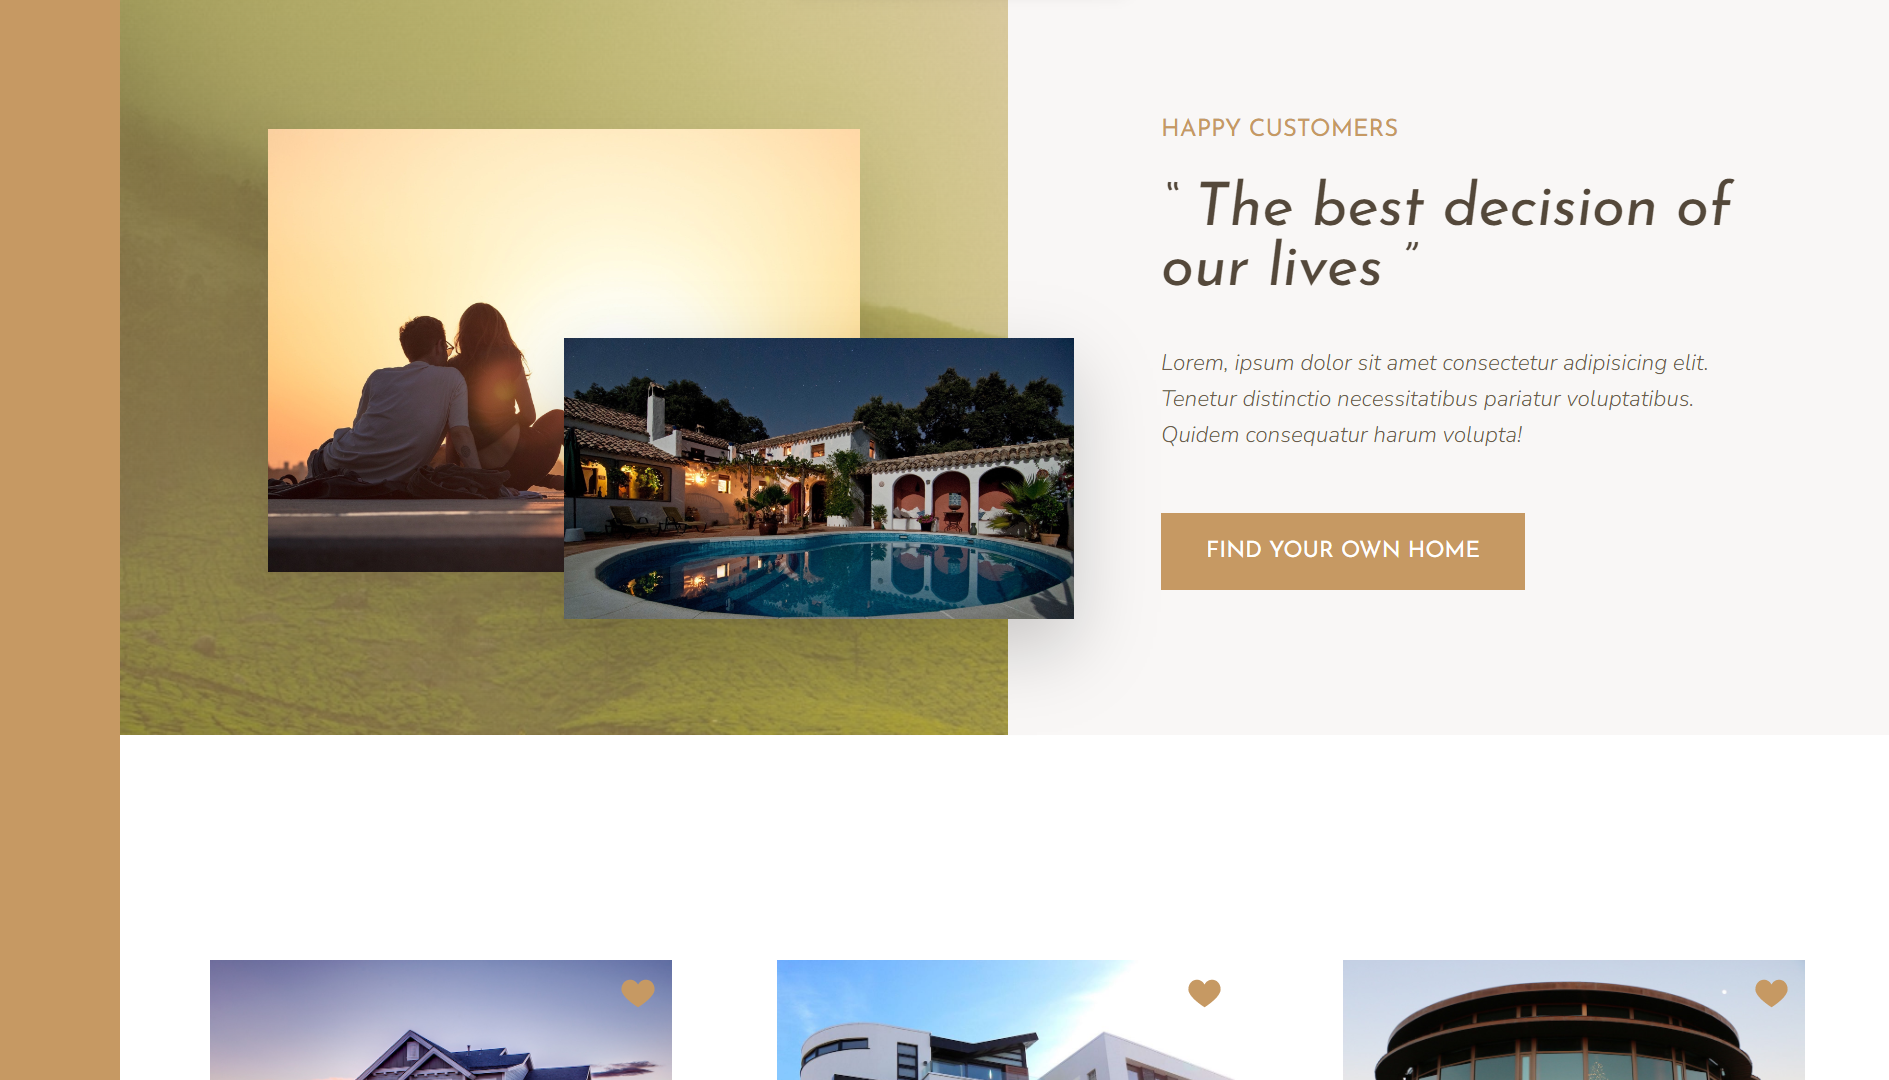 HAPPY CUSTOMERS
“ The best decision of
our lives ”
Lorem, ipsum dolor sit amet consectetur adipisicing elit.
Tenetur distinctio necessitatibus pariatur voluptatibus.
Quidem consequatur harum volupta!
FIND YOUR OWN HOME